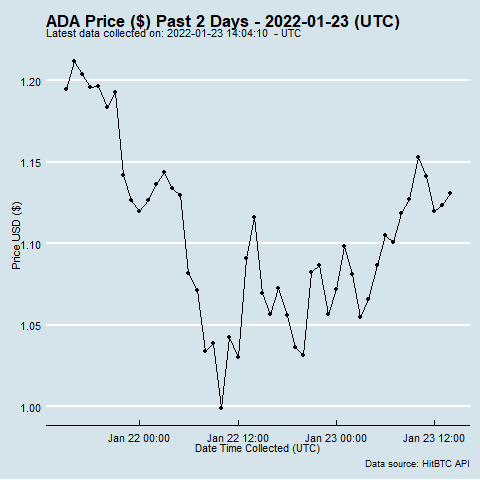 ADA Price ($) Past 2 Days - 2022-01-23 (UTC)
Latest data collected on: 2022-01-23 14:04:10 - UTC
1.20
1.15
1.10
1.05
1.00
Price USD ($)
Jan 22 00:00 Jan 22 12:00 Jan 23 00:00 Jan 23 12:00
Date Time Collected (UTC)
Data source: HitBTC API